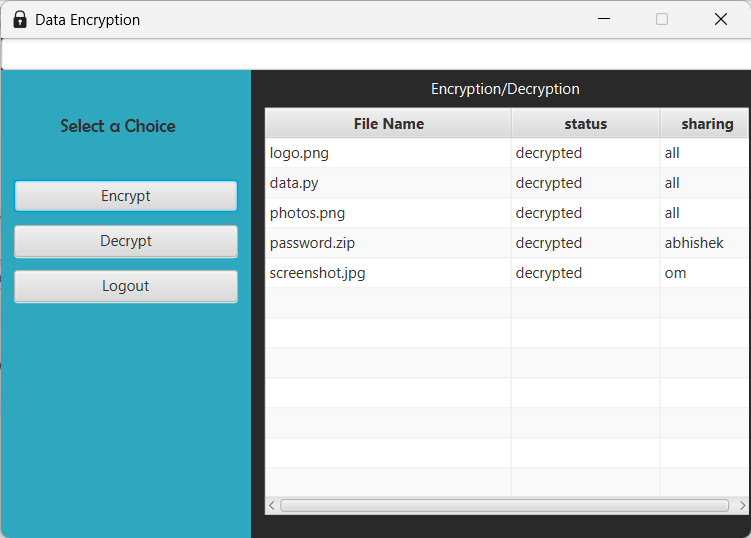 Data Encryption
Select a Choice
Encrypt
Decrypt
Logout
Encryption/Decryption
File Name status sharing
logo.png decrypted all
data.py decrypted all
photos.png decrypted all
password.zip decrypted abhishek
screenshot.jpg decrypted om